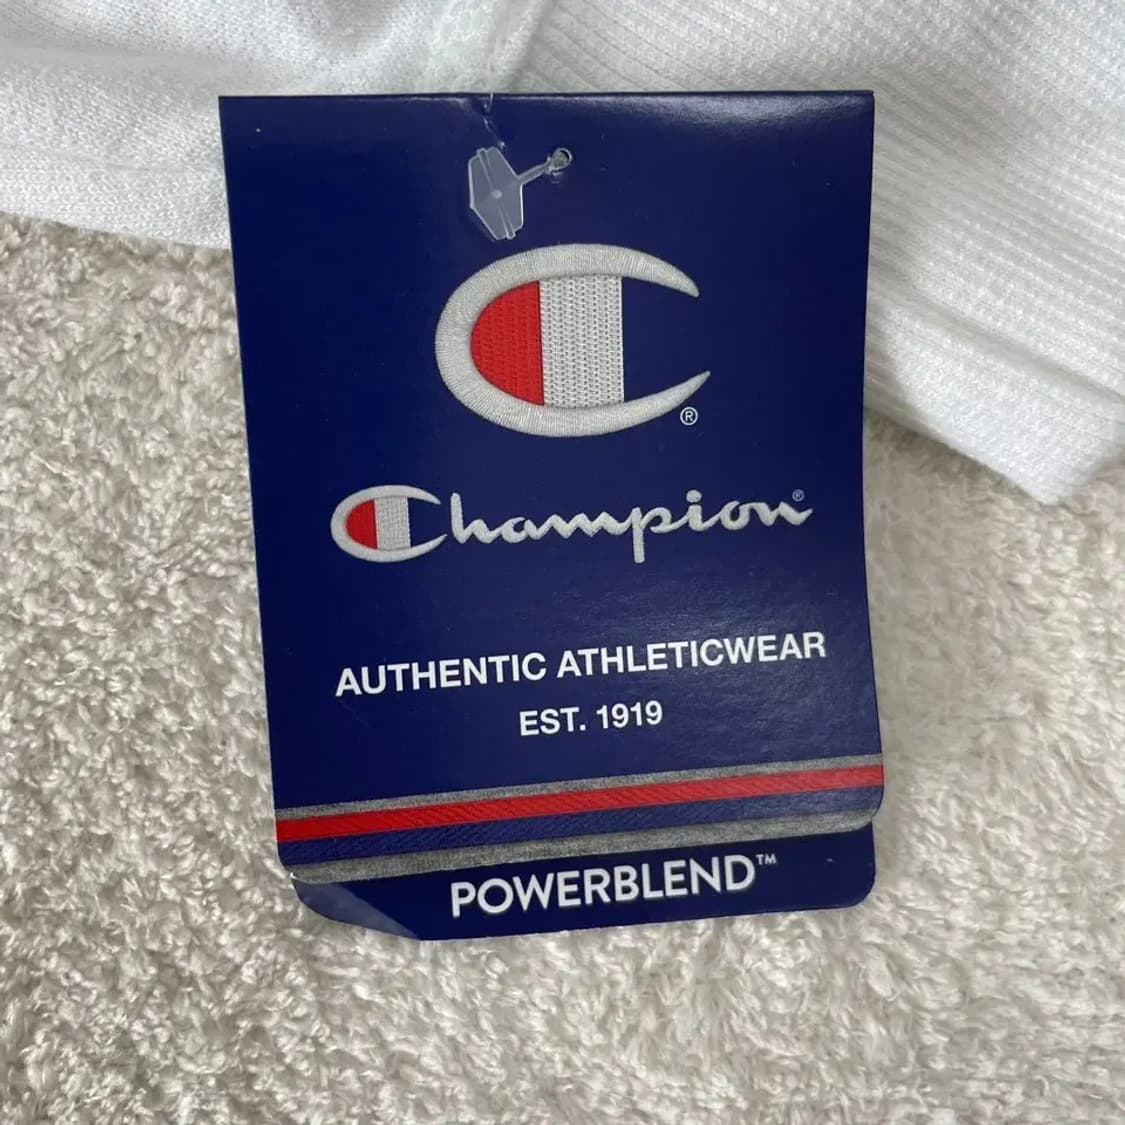 ®
Champion®
AUTHENTIC ATHLETICWEAR
EST. 1919
POWERBLEND™